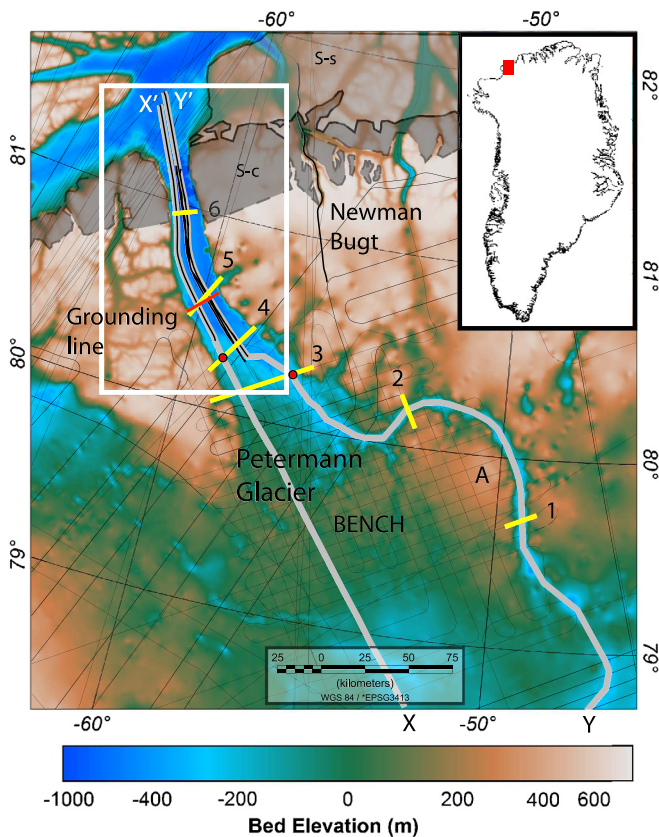 -60°
-50°
S-s
X’
Y’
82°
81°
S-c
6
Newman
Bugt
5
81°
Grounding
line
4
80°
3
2
80°
Petermann
Glacier
A
1
BENCH
79°
25 0 25 50 75
(kilometers)
WGS 84 / *EPSG3413
79°
-60°
X
-50°
Y
-1000 -400 -200 0 200 400 600
Bed Elevation (m)